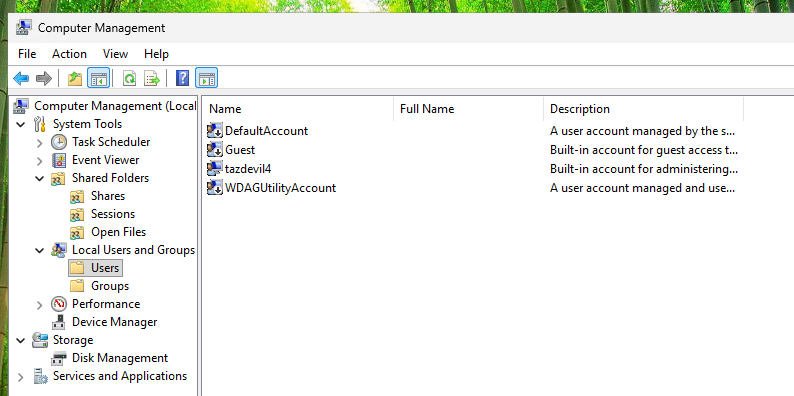 Computer Management
File Action View Help
Computer Management (Local
System Tools
Task Scheduler
Event Viewer
Shared Folders
Shares
Sessions
Open Files
Local Users and Groups
Users
Groups
Performance
Device Manager
Storage
Disk Management
Services and Applications
Name Full Name Description
DefaultAccount A user account managed by the s...
Guest Built-in account for guest access t...
tazdevil4 Built-in account for administering...
WDAGUtilityAccount A user account managed and use...